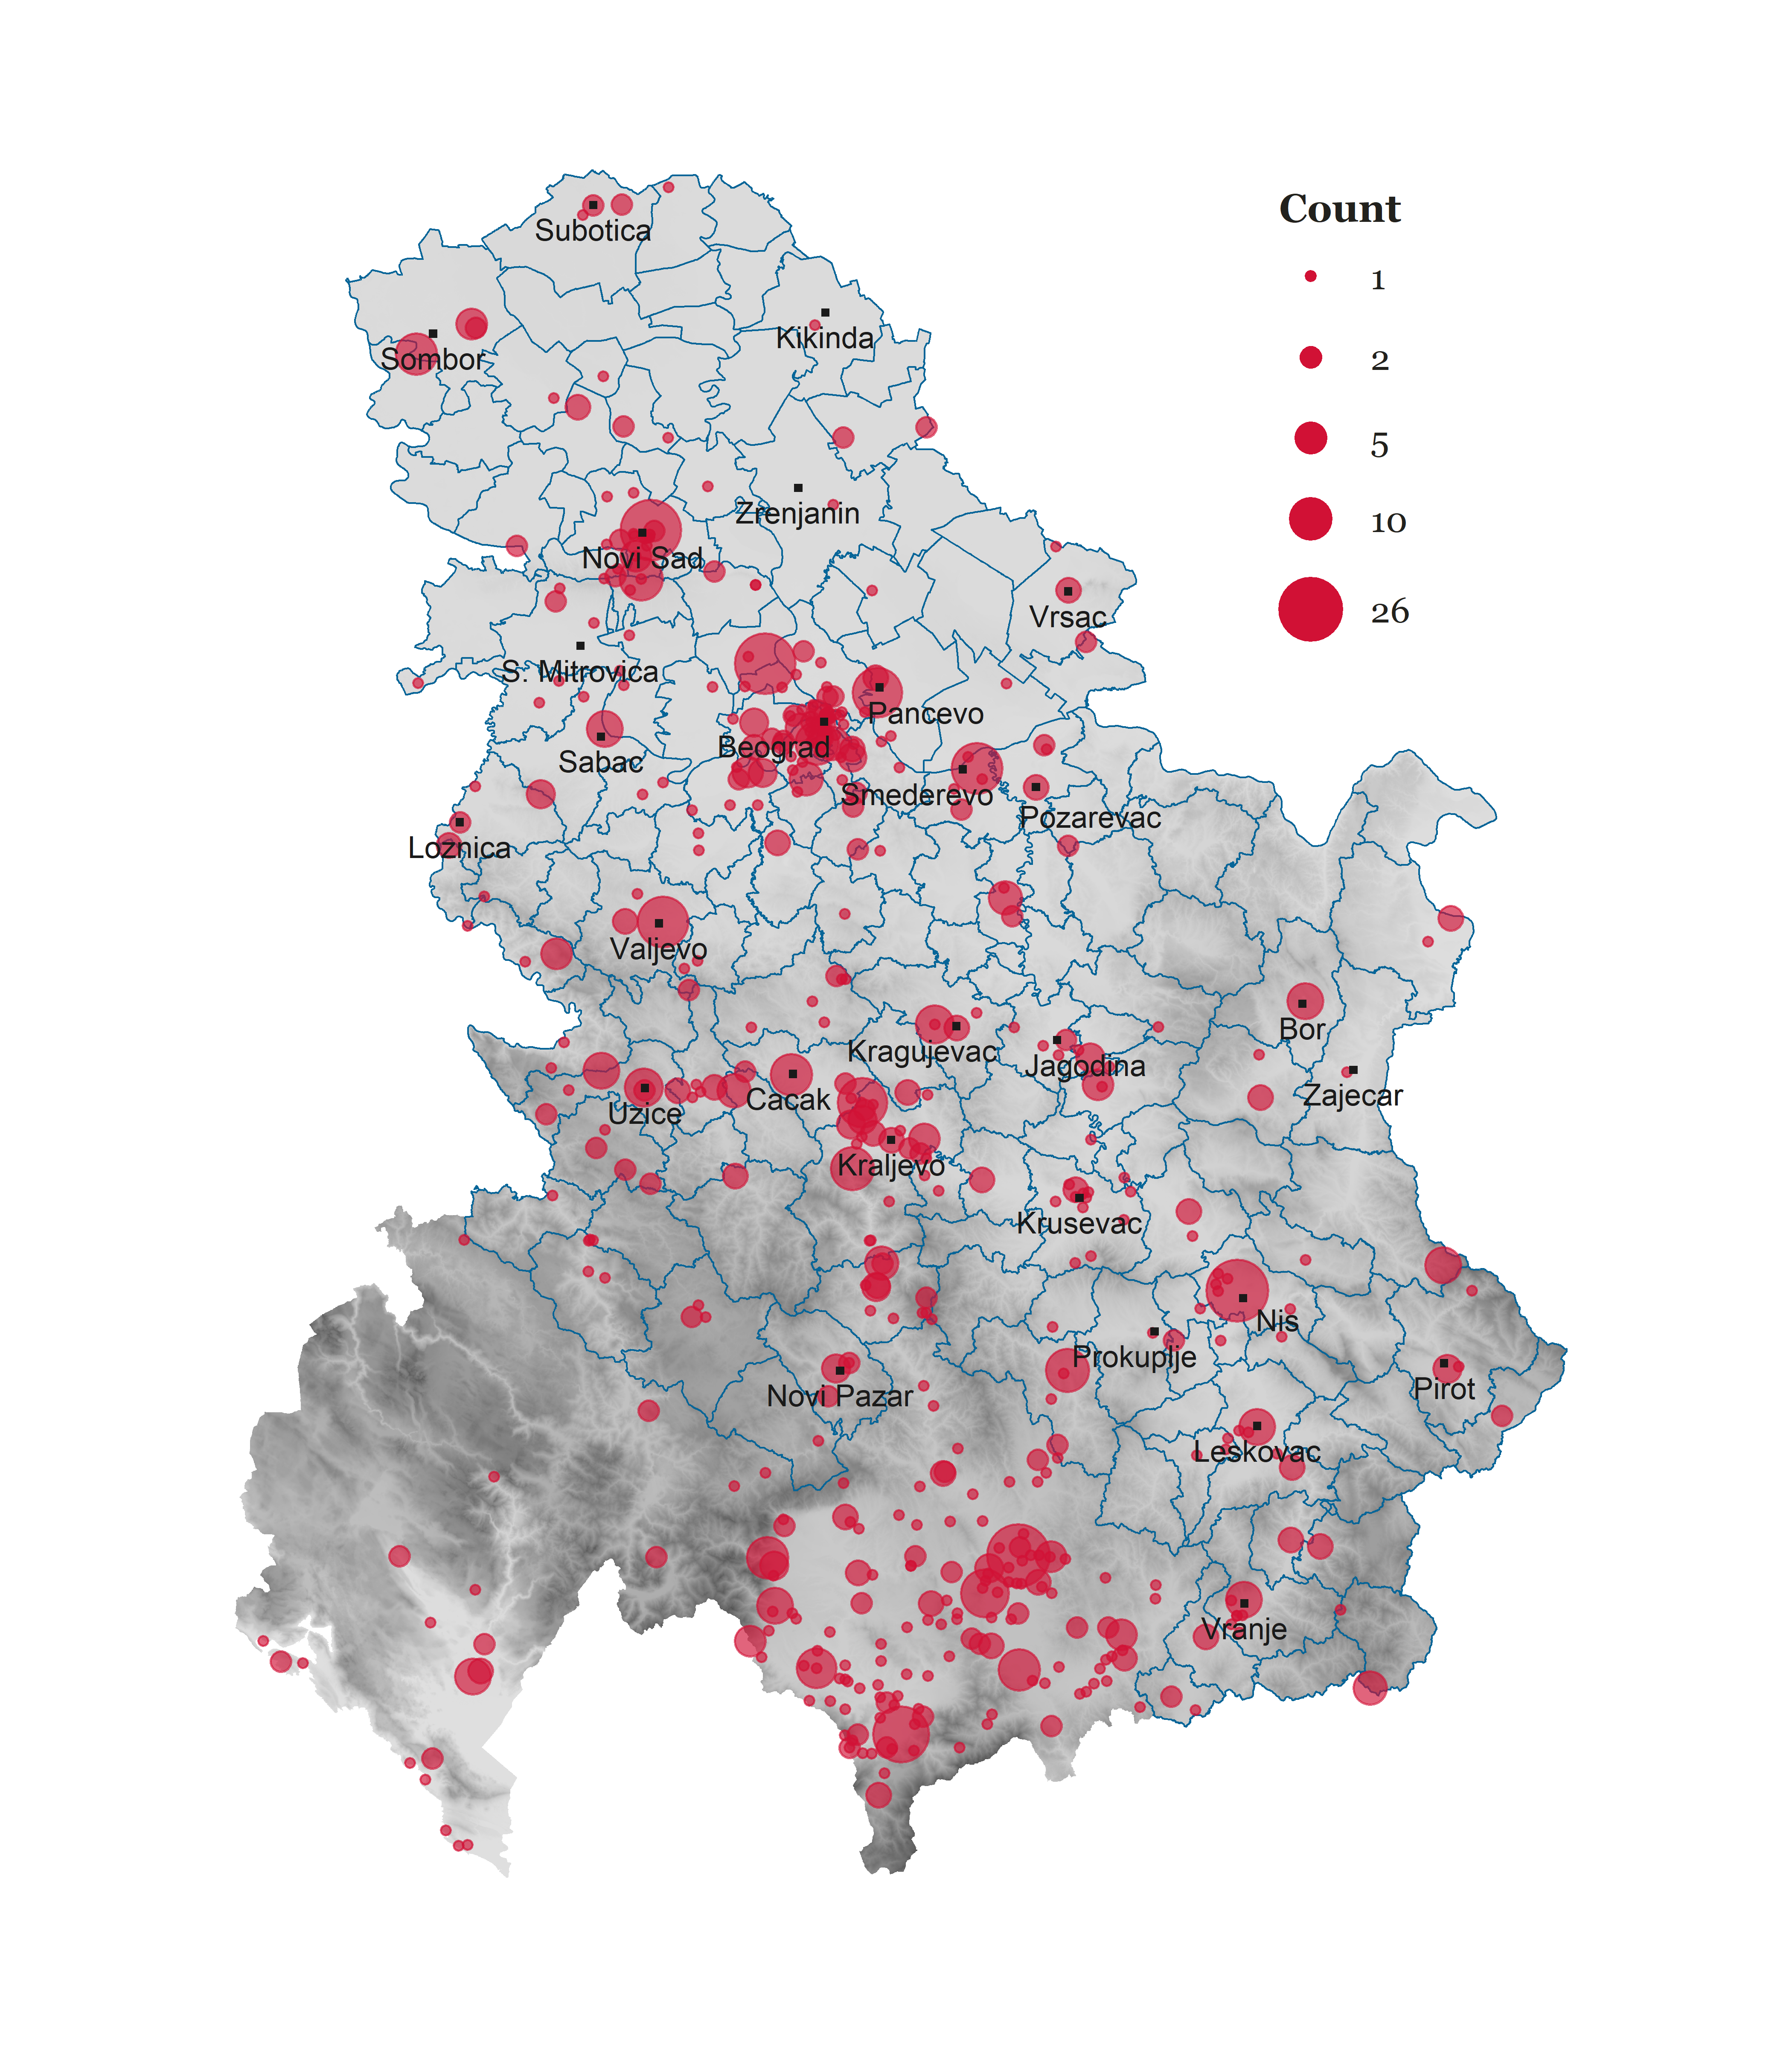 Count
1
2
5
10
26
Subotica
Kikinda
Sombor
Zrenjanin
Novi Sad
Vrsac
S. Mitrovica
Pancevo
Beograd
Sabac
Smederevo
Pozarevac
Loznica
Valjevo
Bor
Kragujevac
Jagodina
Zajecar
Cacak
Uzice
Kraljevo
Krusevac
Nis
Prokuplje
Pirot
Novi Pazar
Leskovac
Vranje